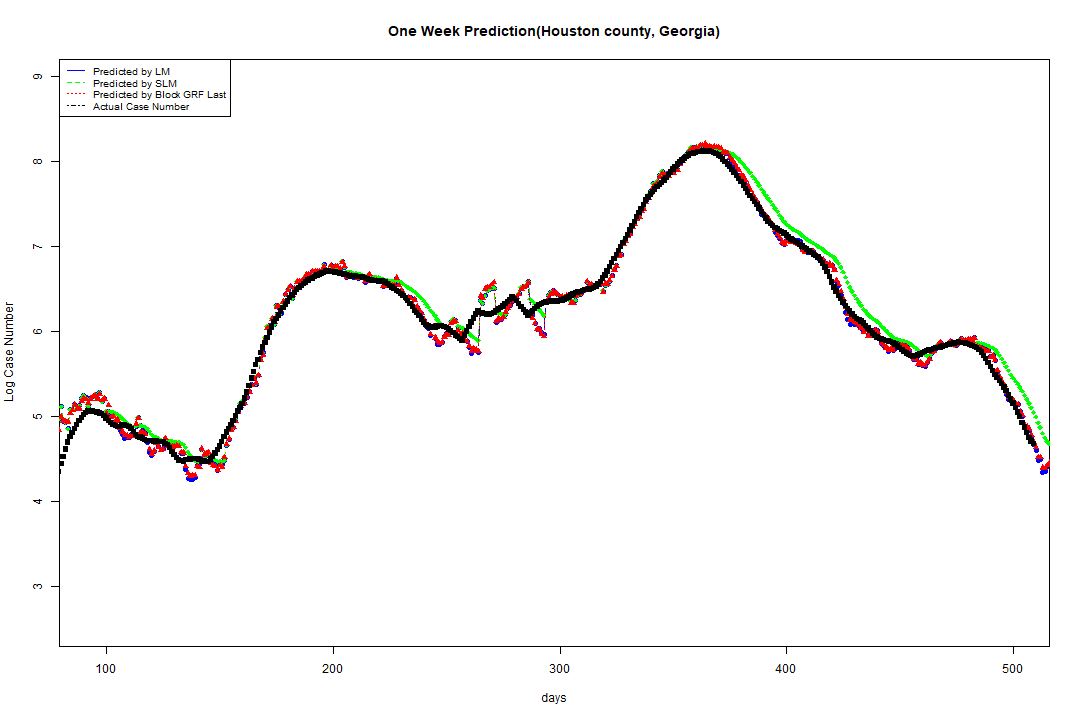 One Week Prediction(Houston county, Georgia)
Predicted by LM
Predicted by SLM
Predicted by Block GRF Last
Actual Case Number
9
8
7
6
5
4
3
Log Case Number
100 200 300 400 500
days